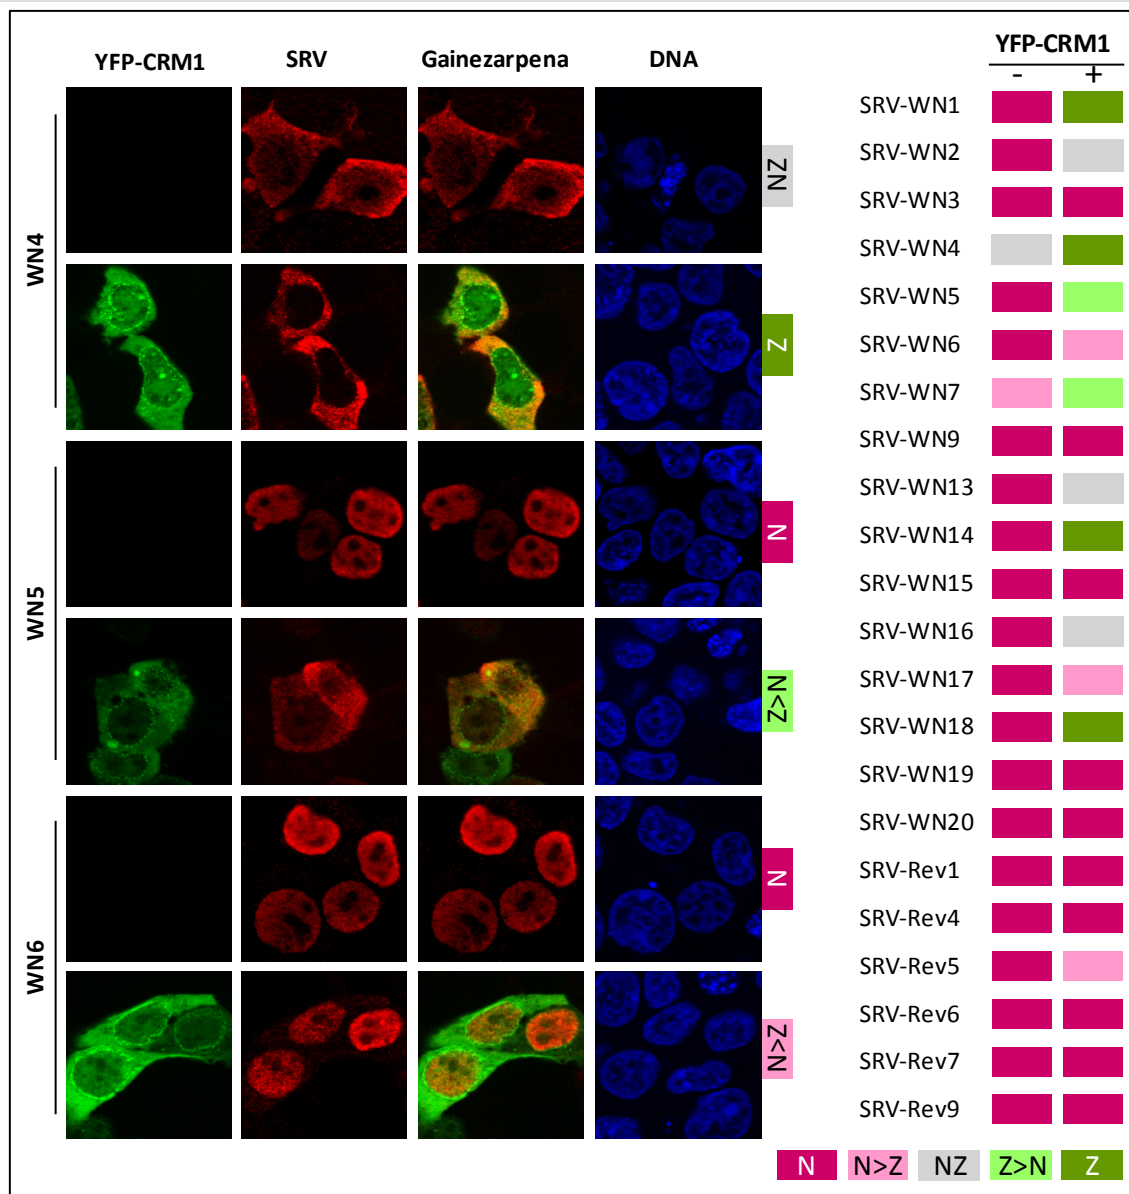 YFP-CRM1 SRV Gainezarpena DNA
WN4
NZ
Z
WN5
N
Z>N
WN6
N
N>Z
YFP-CRM1
- +
SRV-WN1
SRV-WN2
SRV-WN3
SRV-WN4
SRV-WN5
SRV-WN6
SRV-WN7
SRV-WN9
SRV-WN13
SRV-WN14
SRV-WN15
SRV-WN16
SRV-WN17
SRV-WN18
SRV-WN19
SRV-WN20
SRV-Rev1
SRV-Rev4
SRV-Rev5
SRV-Rev6
SRV-Rev7
SRV-Rev9
N N>Z NZ Z>N Z